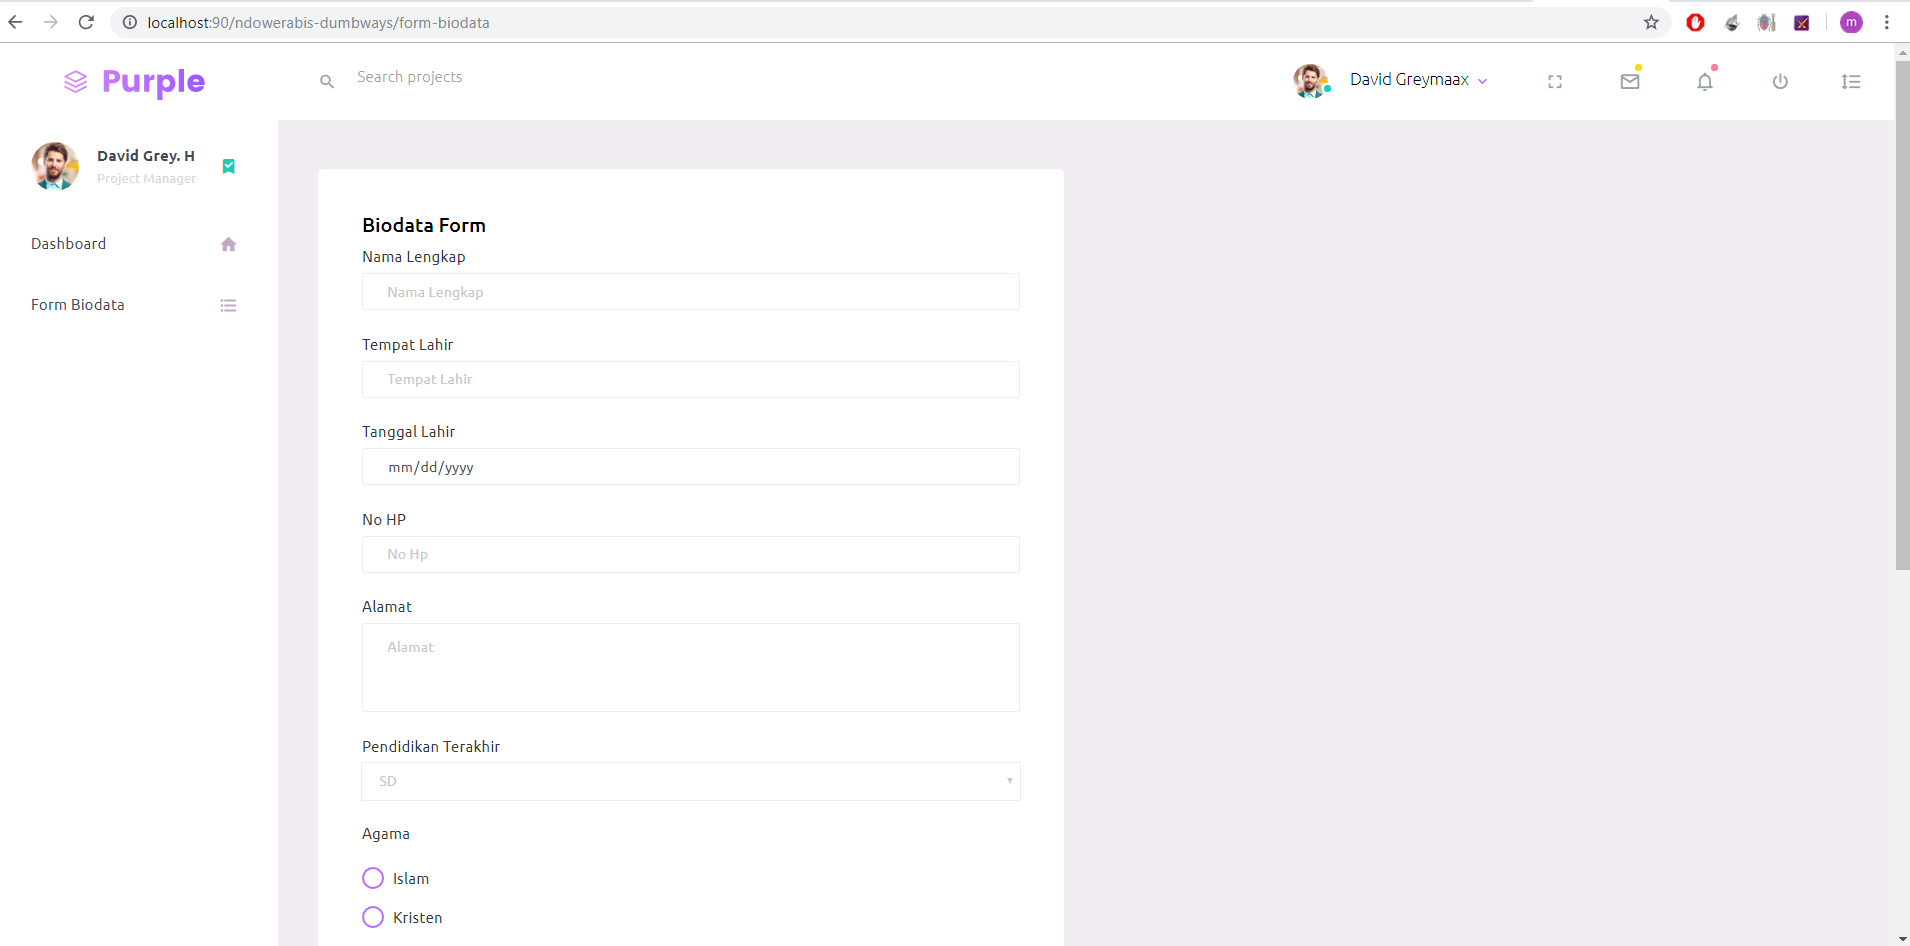 localhost:90/ndowerabis-dumbways/form-biodata
m
Purple
Search projects
David Greymaax
David Grey. H
Project Manager
Dashboard
Form Biodata
Biodata Form
Nama Lengkap
Nama Lengkap
Tempat Lahir
Tempat Lahir
Tanggal Lahir
mm/dd/yyyy
No HP
No Hp
Alamat
Alamat
Pendidikan Terakhir
SD
Agama
Islam
Kristen